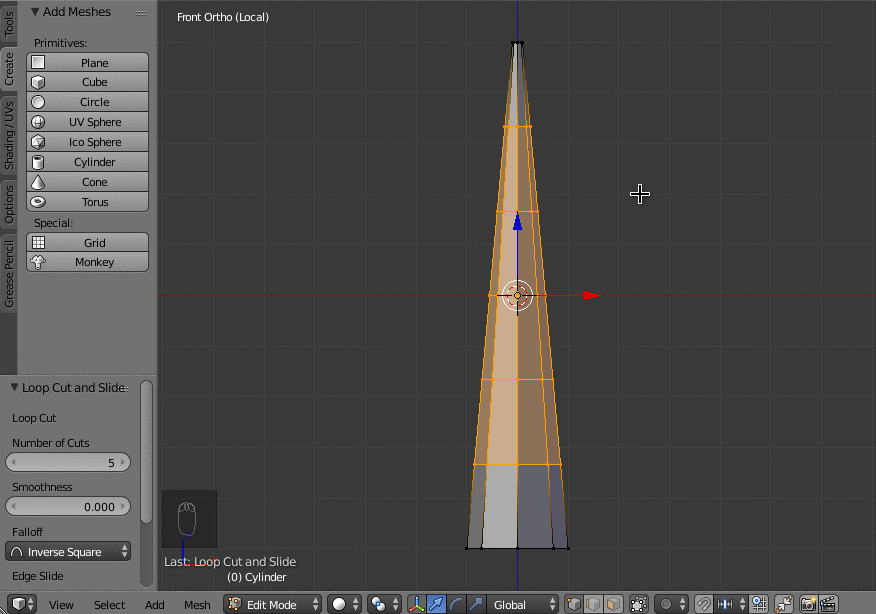 Front Ortho (Local)
Tools
Create
Shading / UVs
Options
Grease Pencil
Add Meshes
Primitives:
Plane
Cube
Circle
UV Sphere
Ico Sphere
Cylinder
Cone
Torus
Special:
Grid
Monkey
Loop Cut and Slide
Loop Cut
Number of Cuts
5
Smoothness
0.000
Falloff
Inverse Square
Edge Slide
Last: Loop Cut and Slide
(0) Cylinder
View Select Add Mesh Edit Mode Global